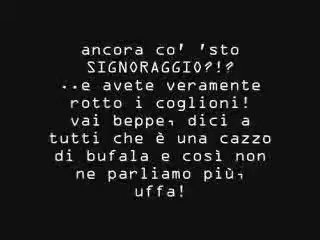 ancora co' 'sto
SIGNORAGGIO?!?
..e avete veramente
rotto i coglioni!
vai beppe, dici a
tutti che è una cazzo
di bufala e così non
ne parliamo più,
uffa!